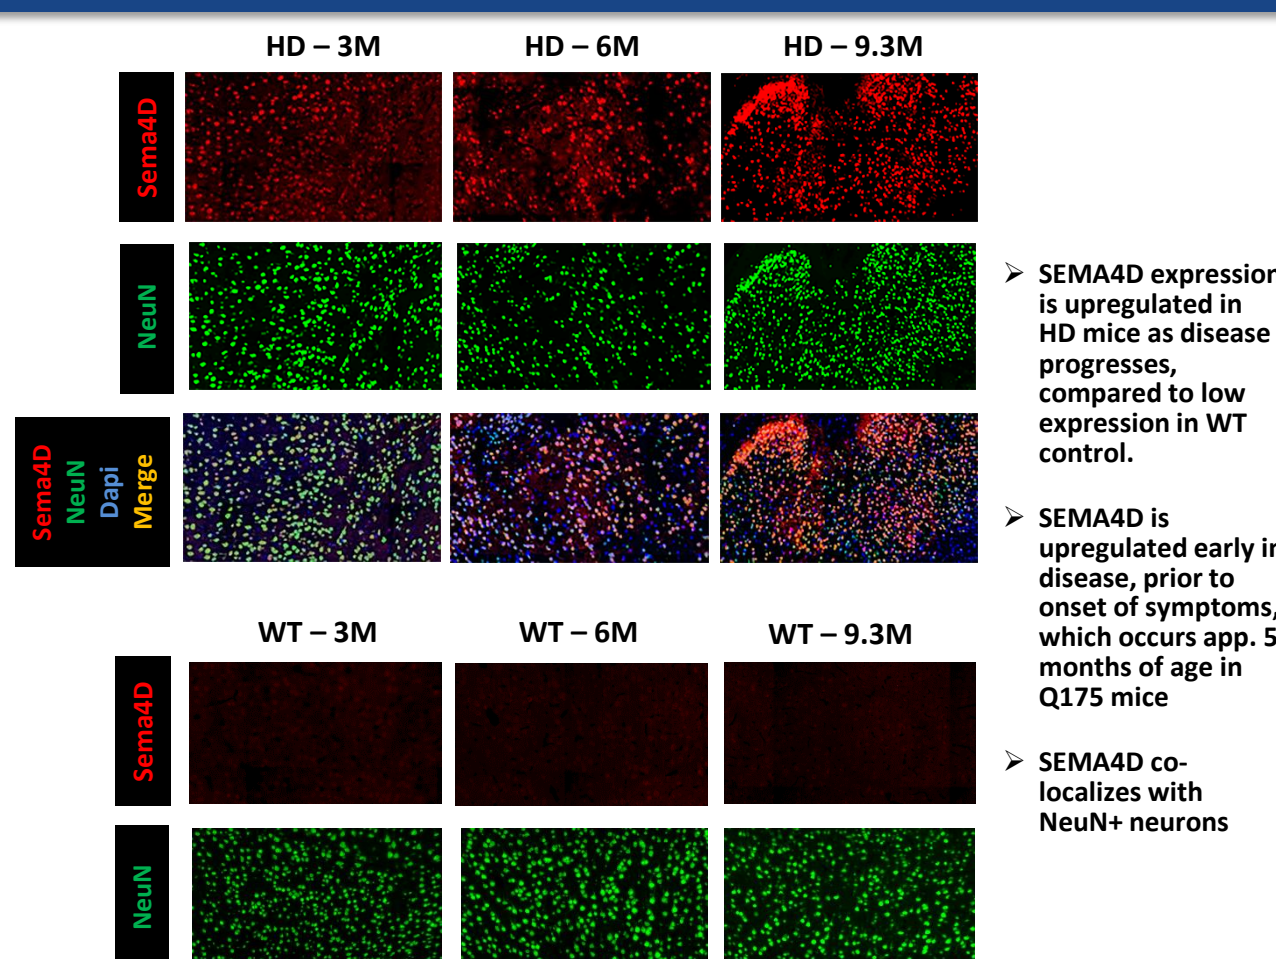 HD – 3M
HD – 6M
HD – 9.3M
Sema4D
NeuN
Sema4D
NeuN
Dapi
Merge
WT – 3M
WT – 6M
WT – 9.3M
Sema4D
NeuN
➢ SEMA4D expression
is upregulated in
HD mice as disease
progresses,
compared to low
expression in WT
control.
➢ SEMA4D is
upregulated early in
disease, prior to
onset of symptoms,
which occurs app. 5
months of age in
Q175 mice
➢ SEMA4D co-
localizes with
NeuN+ neurons